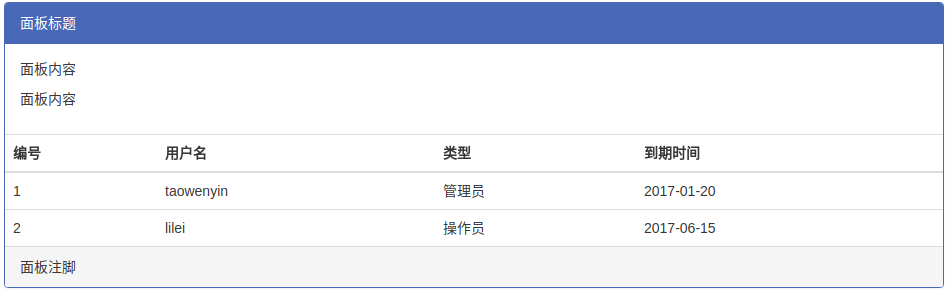 面板标题
面板内容
面板内容
编号 用户名 类型 到期时间
1 taowenyin 管理员 2017-01-20
2 lilei 操作员 2017-06-15
面板注脚